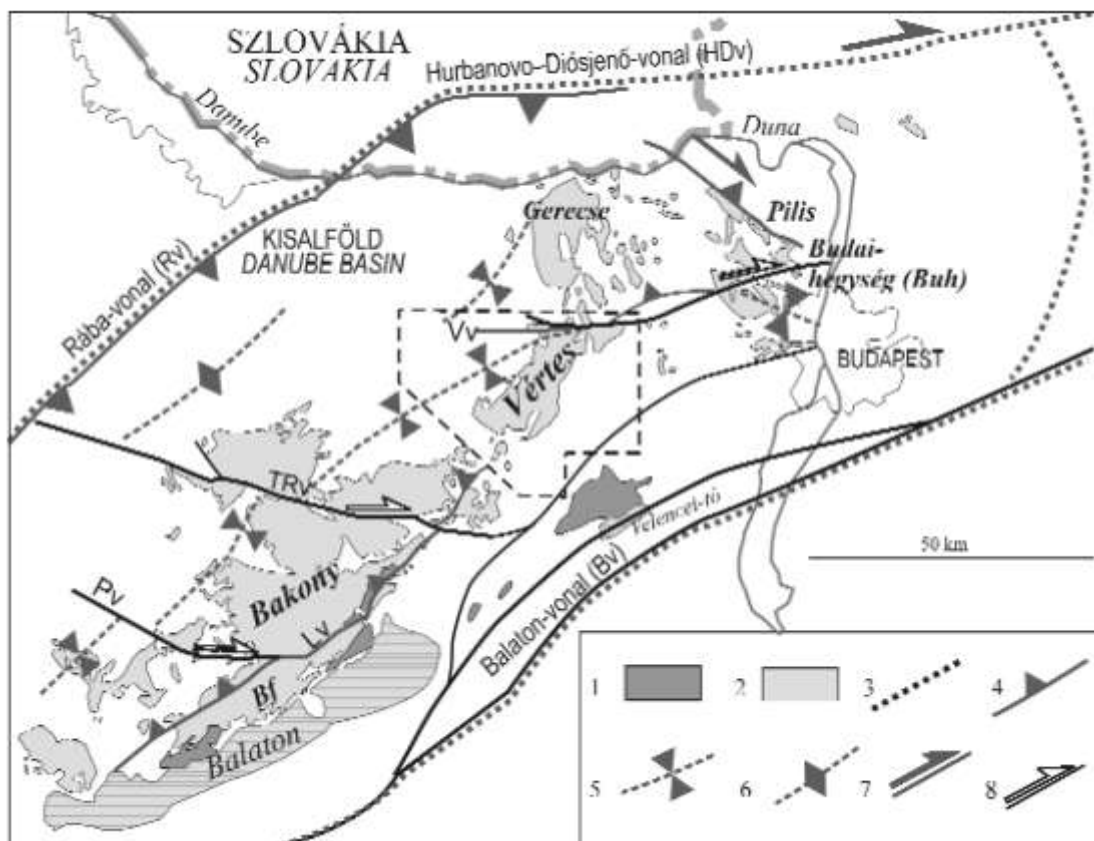 SZLOVÁKIA
SLOVAKIA
Hurbanovo–Diósjenő-vonal (HDv)
Danube
Duna
Gerecse
Pilis
KISALFÖLD
DANUBE BASIN
Budai-
hegység (Buh)
Rába-vonal (Rv)
Vv
Vértes
BUDAPEST
TRv
Velencei-tó
50 km
Bakony
Pv
Lv
Balaton-vonal (Bv)
Bf
Balaton
1 2 3 4
5 6 7 8